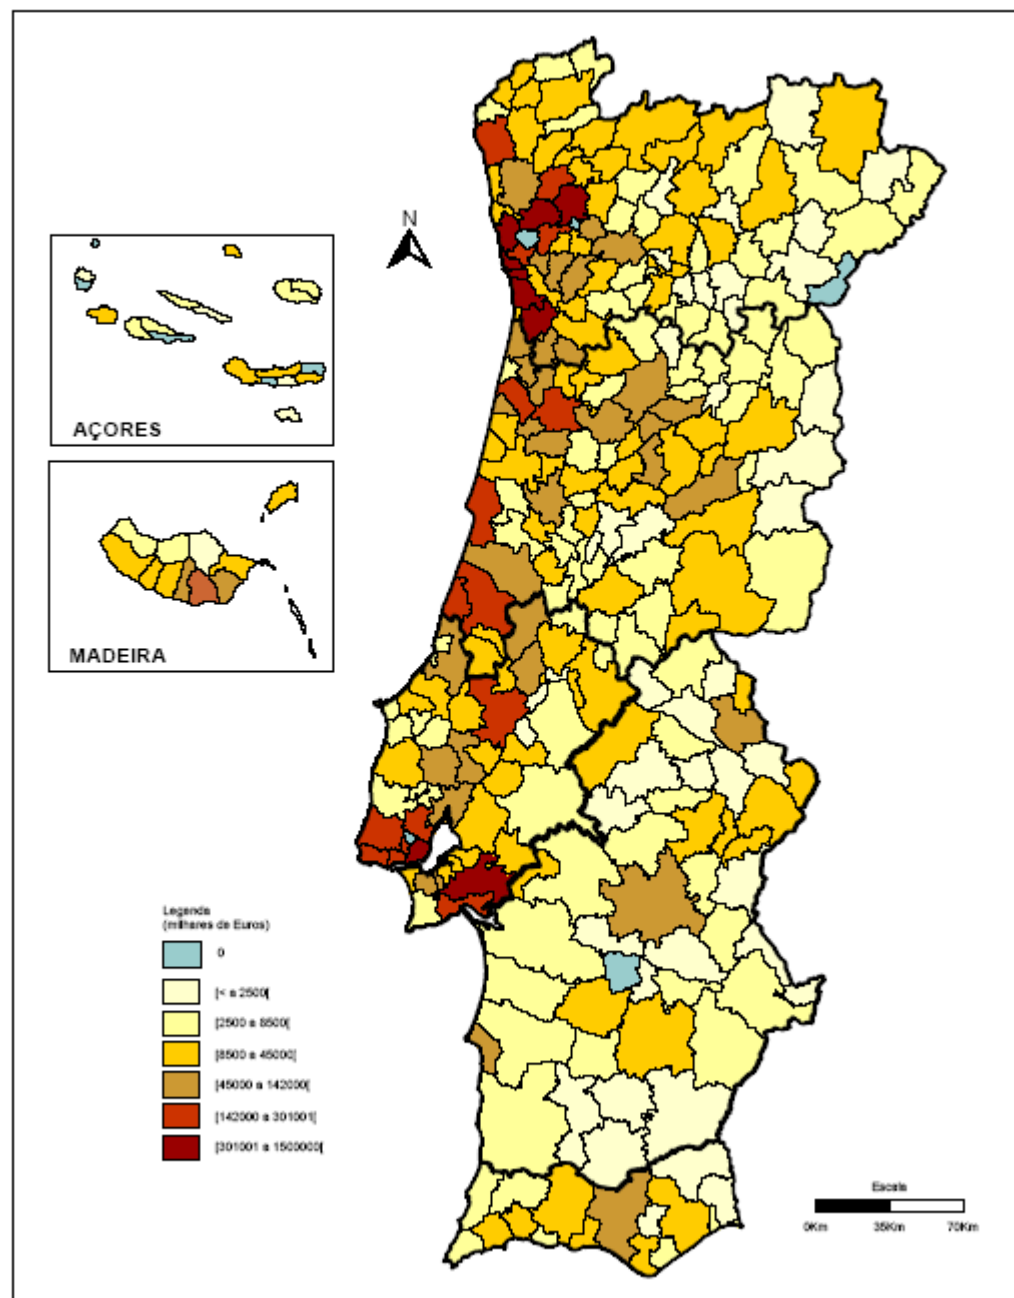 N
AÇORES
MADEIRA
Legenda
(milhares de Euros)
0
[< a 2500[
[2500 a 8500[
[8500 a 45000[
[45000 a 142000[
[142000 a 301001[
[301001 a 1500000[
Escala
0Km 35Km 70Km